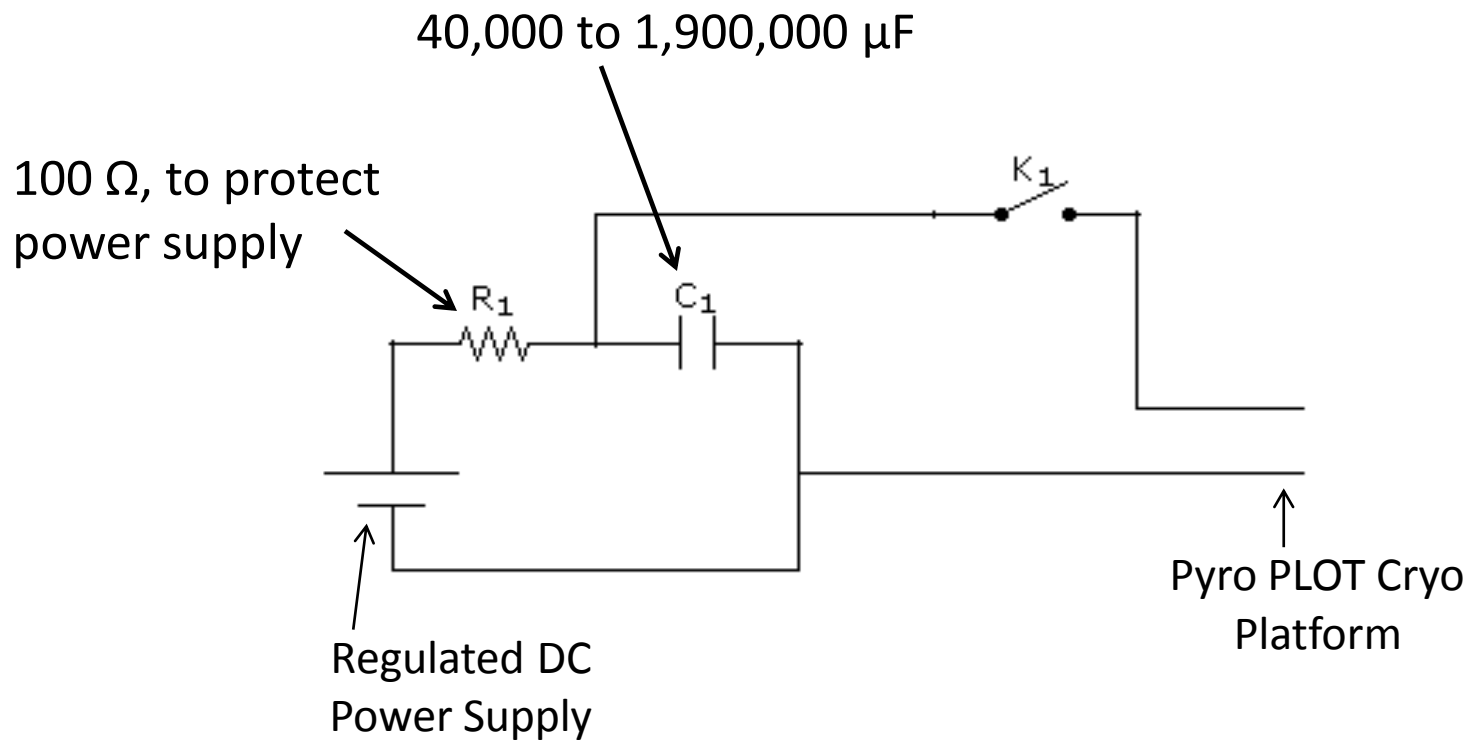 40,000 to 1,900,000 µF
100 Ω, to protect
power supply
K1
R1
C1
Pyro PLOT Cryo
Platform
Regulated DC
Power Supply